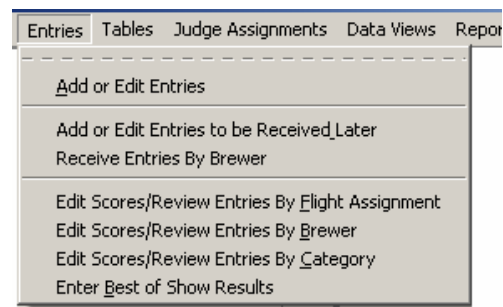 Entries Tables Judge Assignments Data Views Repor
Add or Edit Entries
Add or Edit Entries to be Received Later
Receive Entries By Brewer
Edit Scores/Review Entries By Flight Assignment
Edit Scores/Review Entries By Brewer
Edit Scores/Review Entries By Category
Enter Best of Show Results